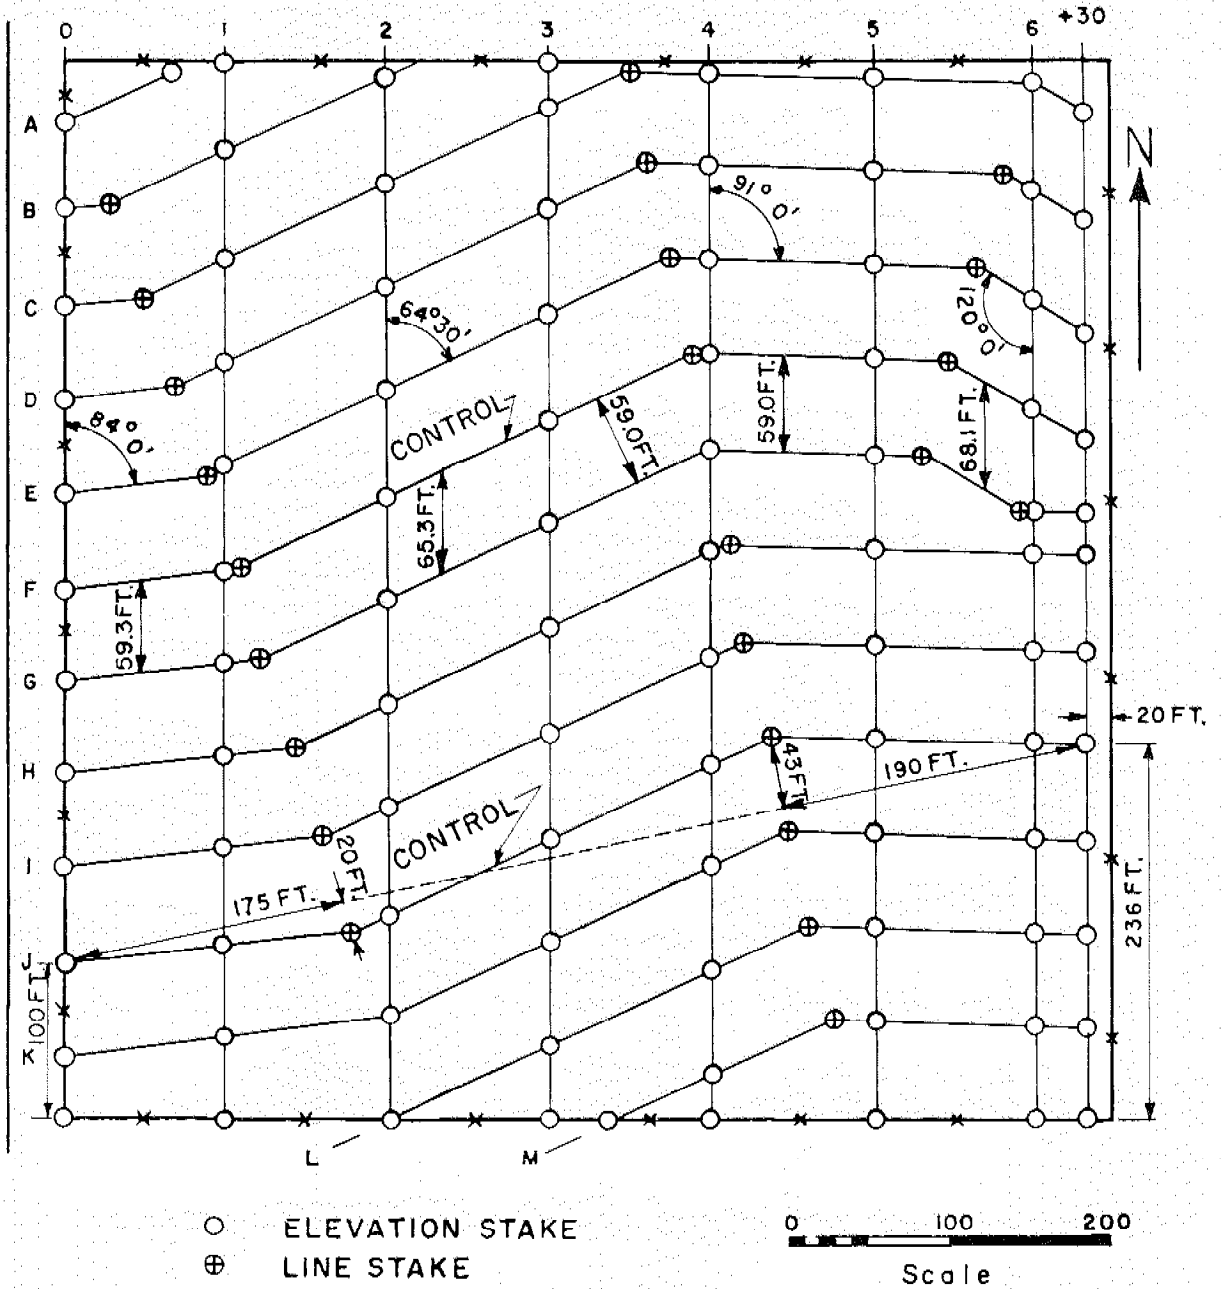 0 1 2 3 4 5 6 +30
A
N
B
91°0'
C
64°30'
120°0'
D
84°0'
CONTROL
59.0 FT.
59.0 FT.
68.1 FT.
E
65.3 FT.
F
59.3 FT.
G
20 FT.
H
43 FT.
190 FT.
CONTROL
I
20 FT.
175 FT.
236 FT.
J
100 FT.
K
L M
ELEVATION STAKE
LINE STAKE
0 100 200
Scale